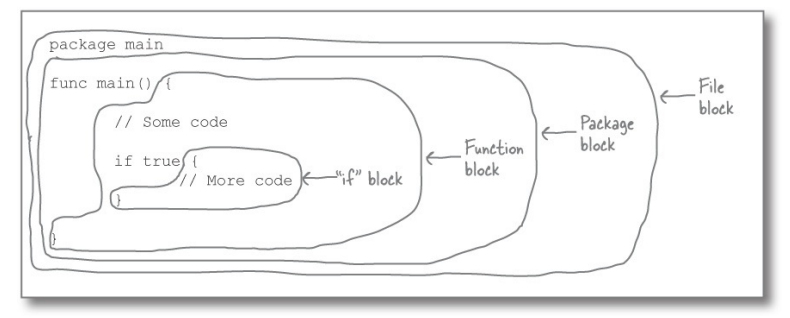 package main
File
block
func main() {
// Some code
Package
block
Function
block
if true {
// More code
"if" block
}
}